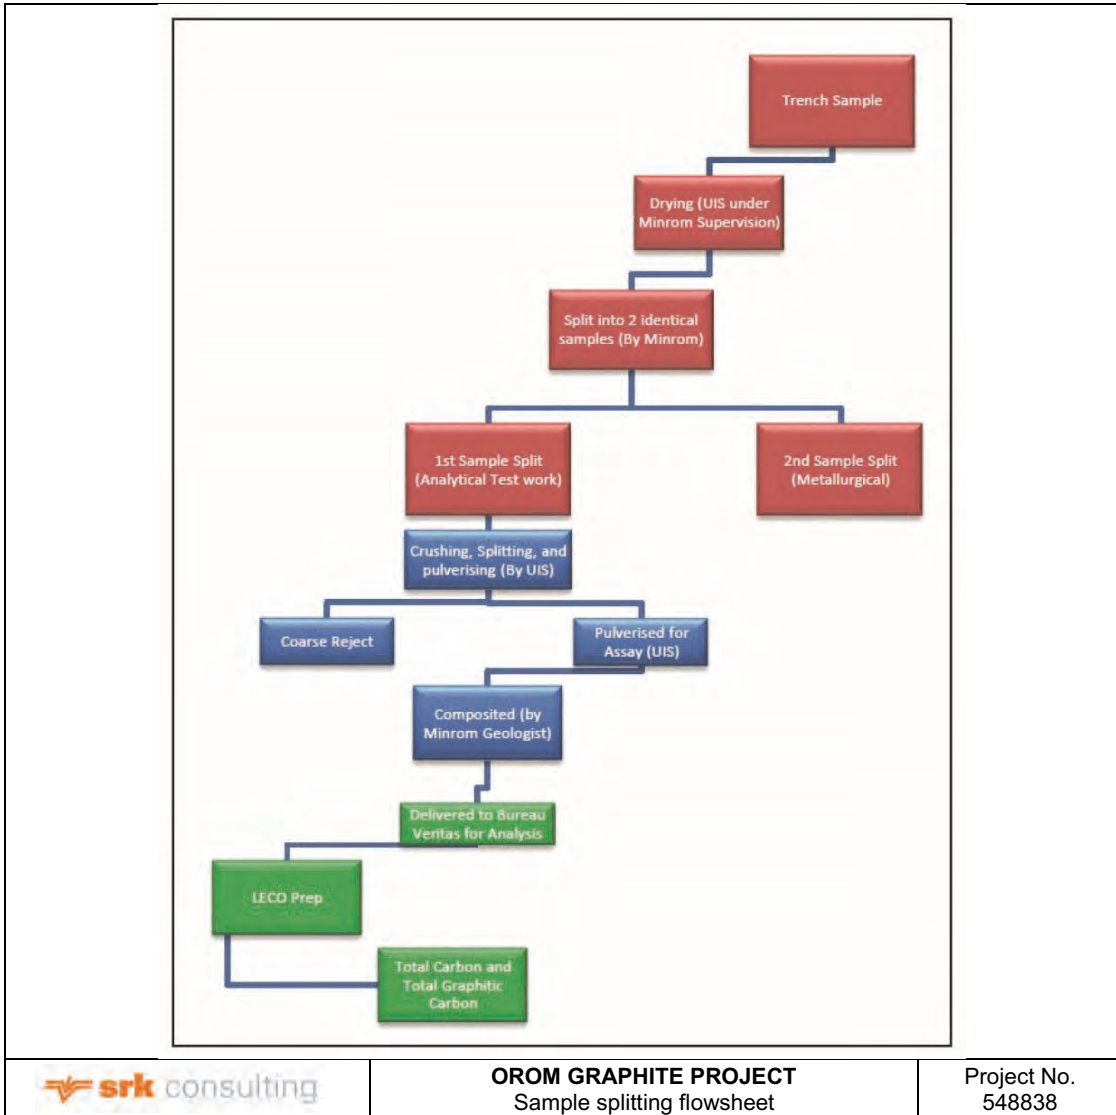 Trench Sample
Drying (UIS under
Minrom Supervision)
Split into 2 identical
samples (By Minrom)
1st Sample Split
(Analytical Test work)
2nd Sample Split
(Metallurgical)
Crushing, Splitting, and
pulverising (By UIS)
Coarse Reject
Pulverised for
Assay (UIS)
Composited (by
Minrom Geologist)
Delivered to Bureau
Veritas for Analysis
LECO Prep
Total Carbon and
Total Graphitic
Carbon
srk consulting
OROM GRAPHITE PROJECT
Sample splitting flowsheet
Project No.
548838